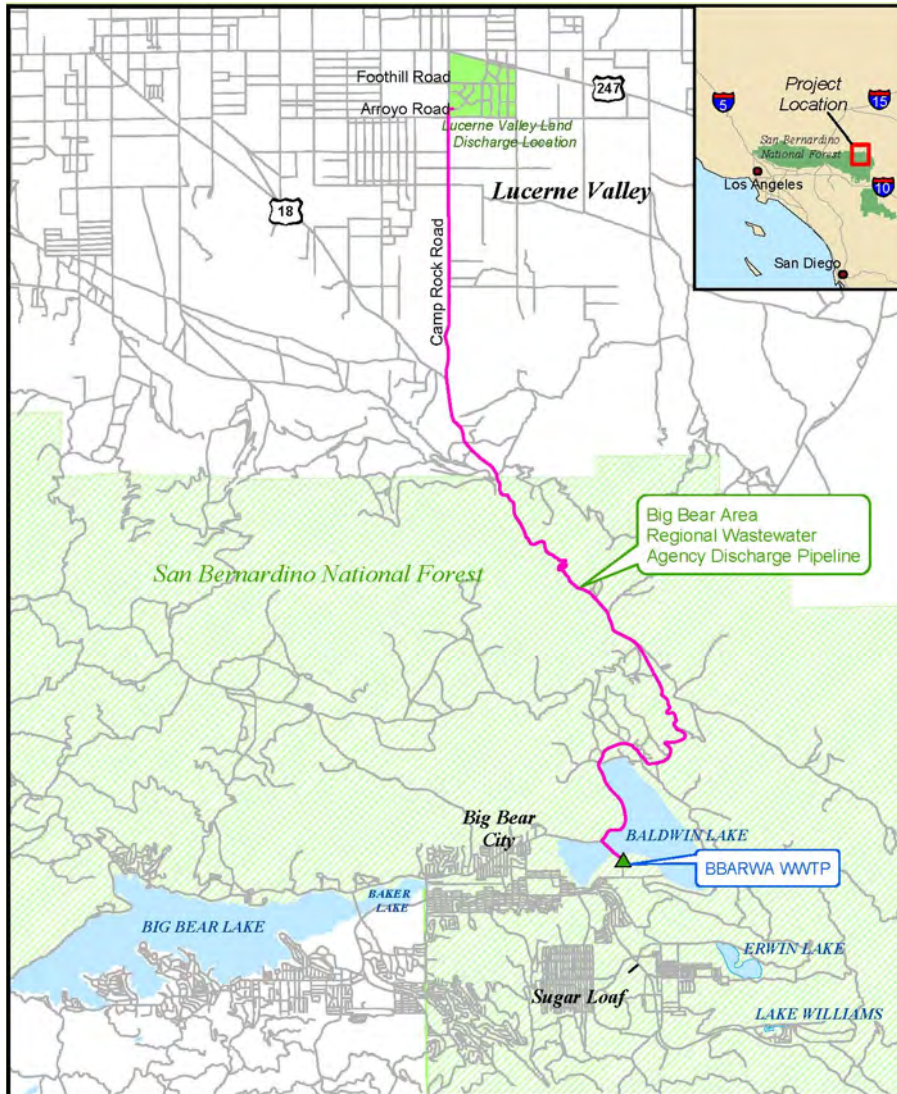 Foothill Road
247
Arroyo Road
Lucerne Valley Land
Discharge Location
Lucerne Valley
18
Camp Rock Road
Project
Location
5
15
San Bernardino
National Forest
Los Angeles
10
San Diego
Big Bear Area
Regional Wastewater
Agency Discharge Pipeline
San Bernardino National Forest
Big Bear
City
BALDWIN LAKE
BBARWA WWTP
BAKER
LAKE
BIG BEAR LAKE
ERWIN LAKE
Sugar Loaf
LAKE WILLIAMS